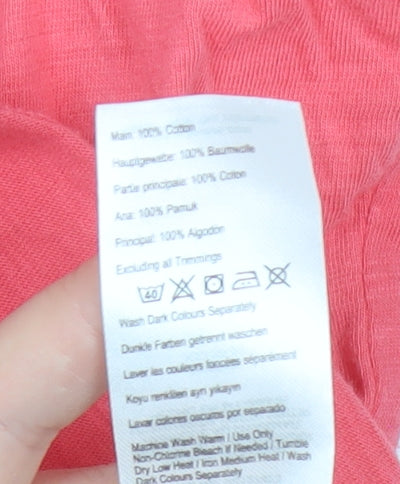 Main: 100% Cotton
Hauptgewebe: 100% Baumwolle
Partie principale: 100% Coton
Ana: 100% Pamuk
Principal: 100% Algodon
Excluding all Trimmings
40
Wash Dark Colours Separately
Dunkle Farben getrennt waschen
Laver les couleurs foncées séparement
Koyu renklileri ayrı yıkayın
Lavar colores oscuros por separado
Machine Wash Warm / Use Only
Non-Chlorine Bleach if Needed / Tumble
Dry Low Heat / Iron Medium Heat / Wash
Dark Colours Separately